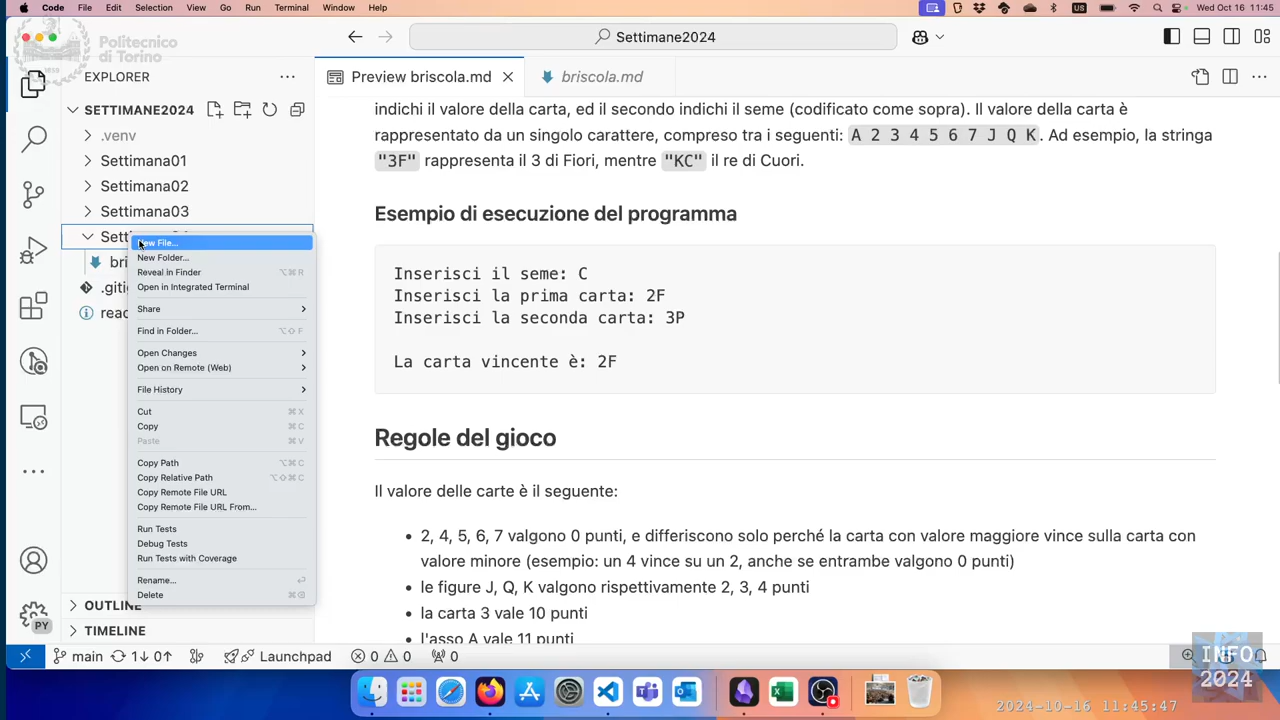 Code File Edit Selection View Go Run Terminal Window Help US Wed Oct 16 11:45
Politecnico
di Torino
Settimane2024
EXPLORER
Preview briscola.md
briscola.md
SETTIMANE2024
.venv
Settimana01
Settimana02
Settimana03
Sett
bri
.giti
reac
New File...
New Folder...
Reveal in Finder ⌥⌘R
Open in Integrated Terminal
Share
Find in Folder... ⌥⇧F
Open Changes
Open on Remote (Web)
File History
Cut ⌘X
Copy ⌘C
Paste ⌘V
Copy Path ⌥⌘C
Copy Relative Path ⌥⇧⌘C
Copy Remote File URL
Copy Remote File URL From...
Run Tests
Debug Tests
Run Tests with Coverage
Rename...
Delete
OUTLINE
TIMELINE
PY
indichi il valore della carta, ed il secondo indichi il seme (codificato come sopra). Il valore della carta è
rappresentato da un singolo carattere, compreso tra i seguenti: A 2 3 4 5 6 7 J Q K. Ad esempio, la stringa
"3F" rappresenta il 3 di Fiori, mentre "KC" il re di Cuori.
Esempio di esecuzione del programma
Inserisci il seme: C
Inserisci la prima carta: 2F
Inserisci la seconda carta: 3P
La carta vincente è: 2F
Regole del gioco
Il valore delle carte è il seguente:
• 2, 4, 5, 6, 7 valgono 0 punti, e differiscono solo perché la carta con valore maggiore vince sulla carta con
valore minore (esempio: un 4 vince su un 2, anche se entrambe valgono 0 punti)
• le figure J, Q, K valgono rispettivamente 2, 3, 4 punti
• la carta 3 vale 10 punti
• l'asso A vale 11 punti
main 1↓ 0↑ Launchpad 0 0 0
INFO
2024
2024-10-16 11:45:47